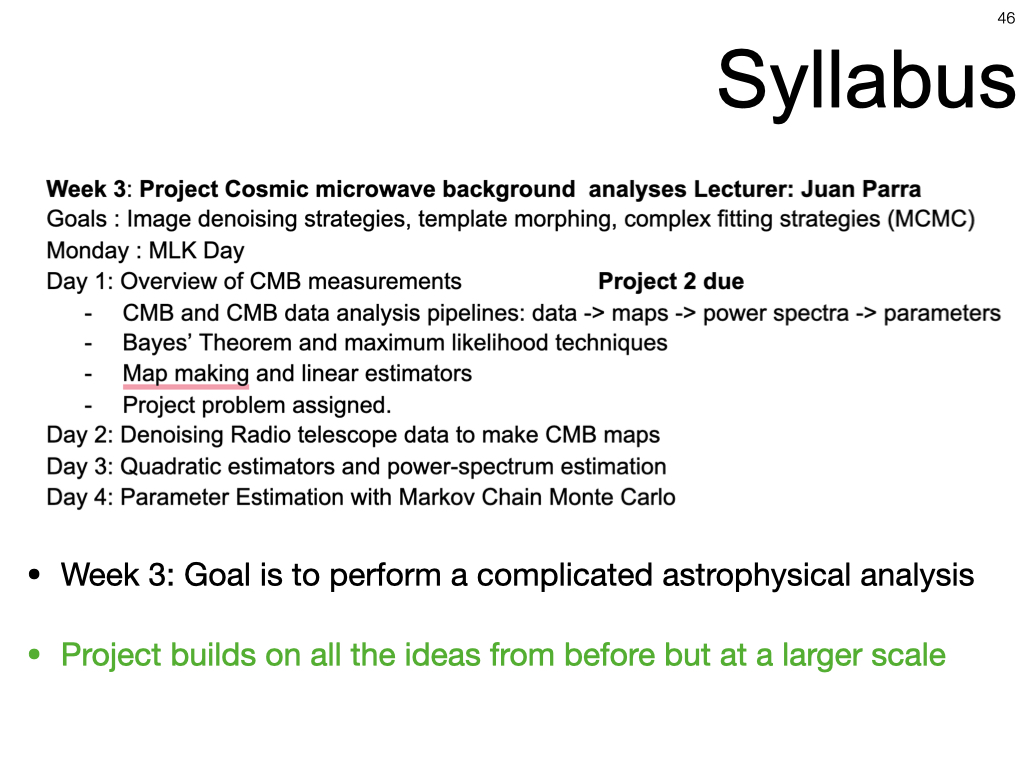 46
Syllabus
Week 3: Project Cosmic microwave background  analyses Lecturer: Juan Parra
Goals : Image denoising strategies, template morphing, complex fitting strategies (MCMC)
Monday : MLK Day
Day 1: Overview of CMB measurements Project 2 due
- CMB and CMB data analysis pipelines: data -> maps -> power spectra -> parameters
- Bayes’ Theorem and maximum likelihood techniques
- Map making and linear estimators
- Project problem assigned.
Day 2: Denoising Radio telescope data to make CMB maps
Day 3: Quadratic estimators and power-spectrum estimation
Day 4: Parameter Estimation with Markov Chain Monte Carlo
• Week 3: Goal is to perform a complicated astrophysical analysis
• Project builds on all the ideas from before but at a larger scale